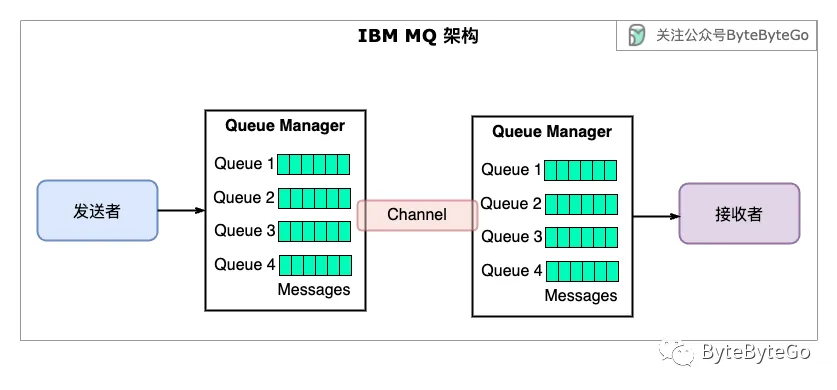 IBM MQ 架构
关注公众号ByteByteGo
Queue Manager
Queue 1
Queue 2
Queue 3
Queue 4
Messages
发送者
Channel
Queue Manager
Queue 1
Queue 2
Queue 3
Queue 4
Messages
接收者
ByteByteGo